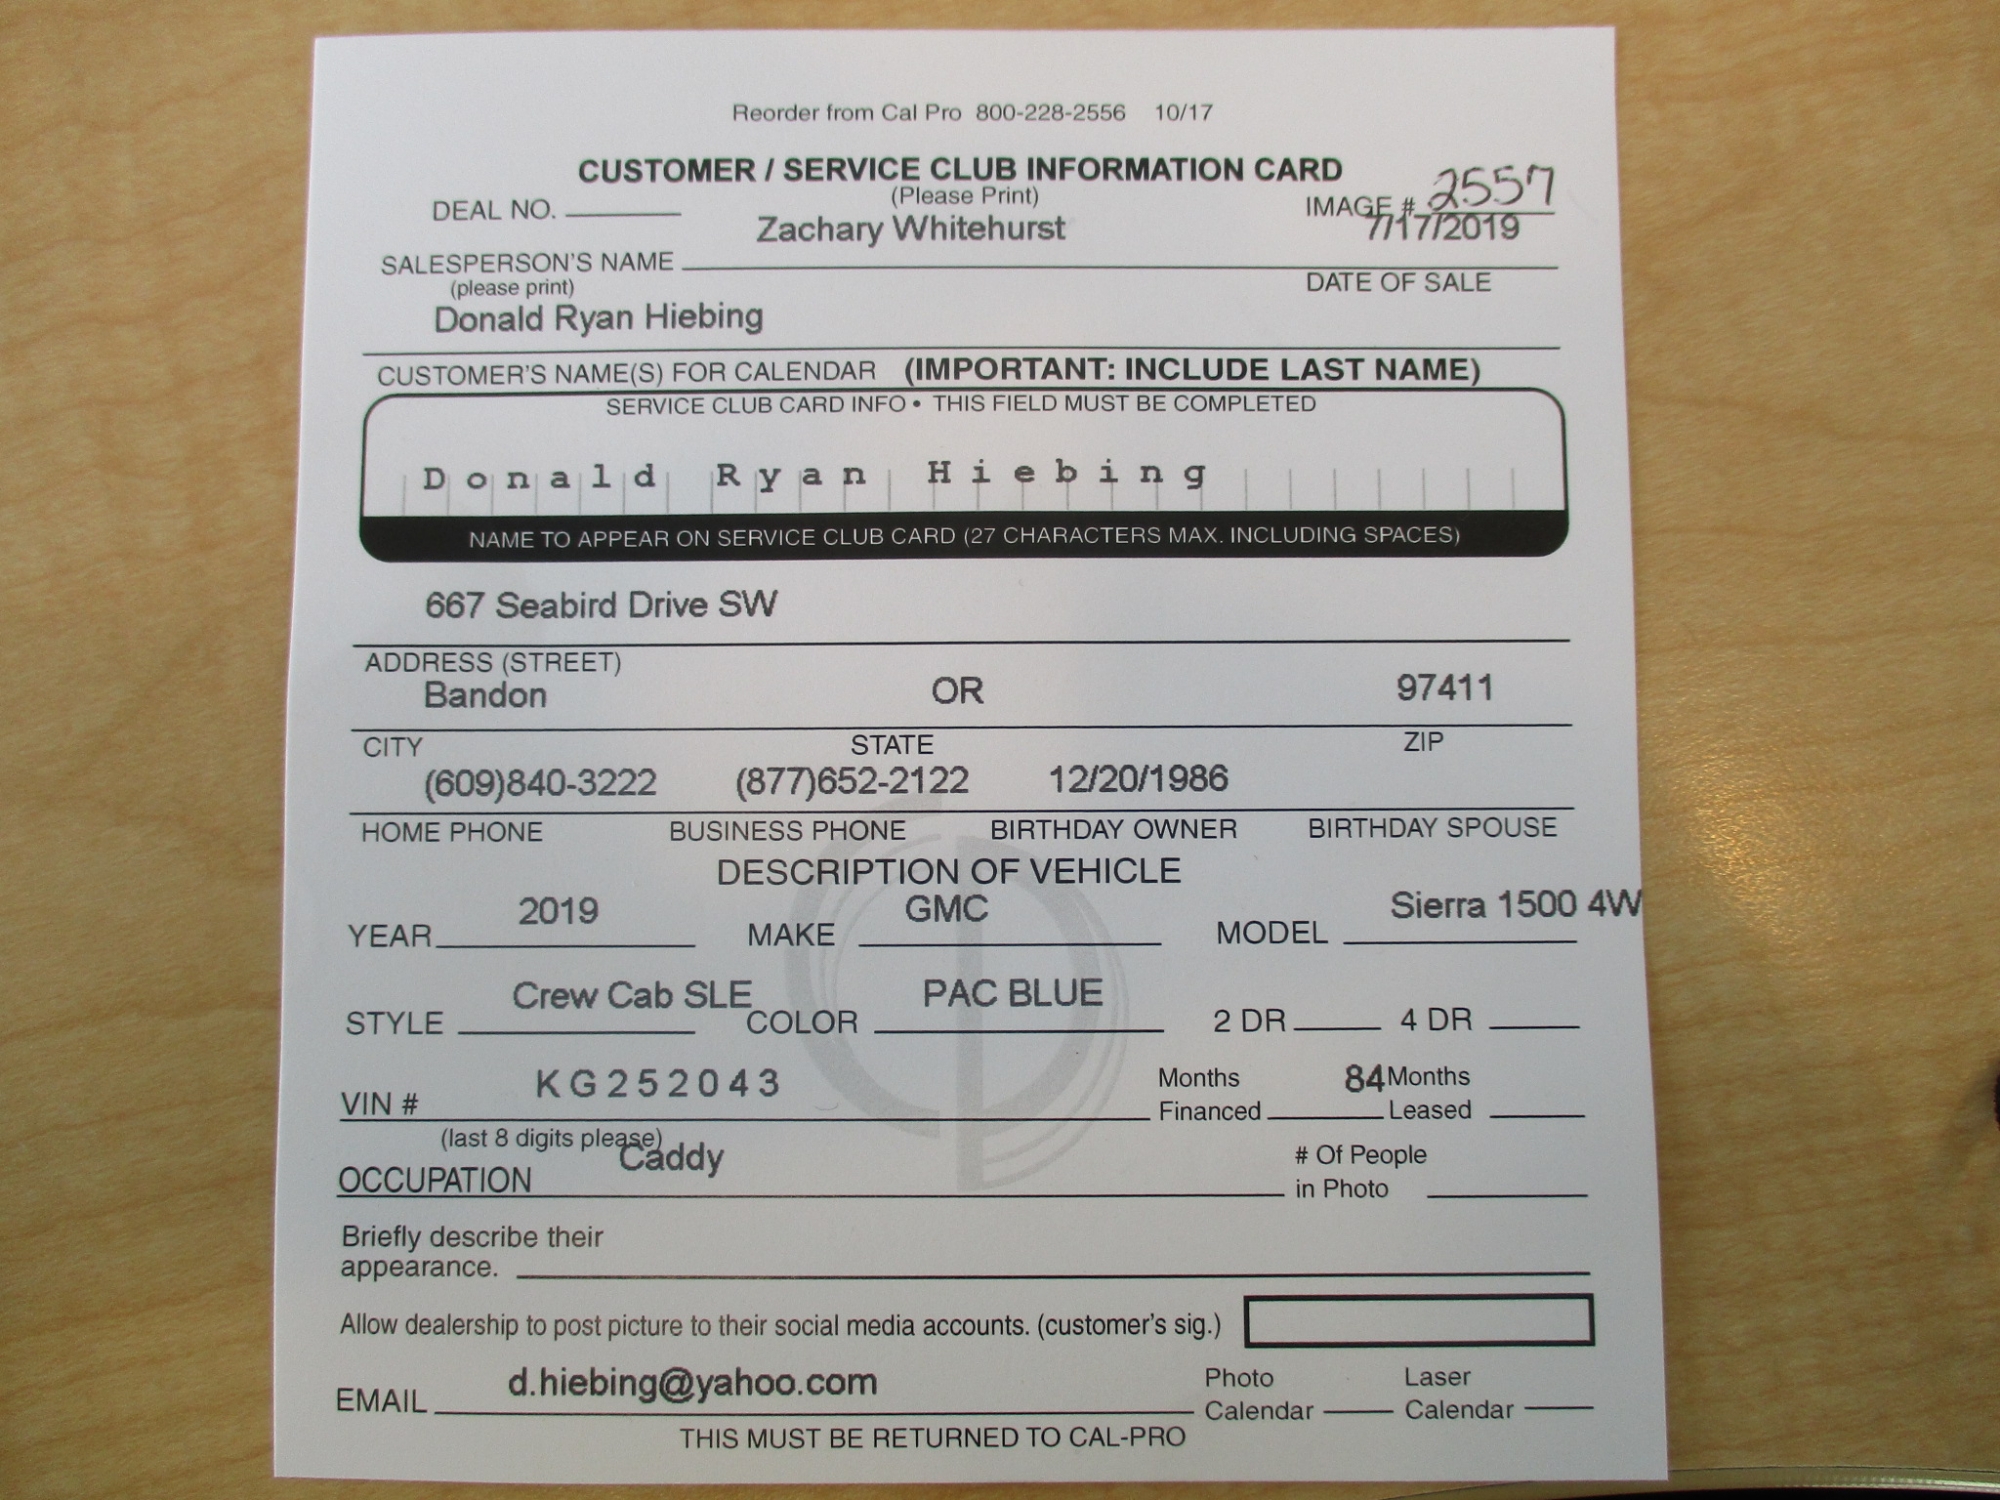 Reorder from Cal Pro 800-228-2556 10/17
CUSTOMER / SERVICE CLUB INFORMATION CARD
(Please Print)
DEAL NO.
IMAGE # 2557
Zachary Whitehurst 7/17/2019
SALESPERSON'S NAME
(please print)
DATE OF SALE
Donald Ryan Hiebing
CUSTOMER'S NAME(S) FOR CALENDAR (IMPORTANT: INCLUDE LAST NAME)
SERVICE CLUB CARD INFO • THIS FIELD MUST BE COMPLETED
Donald Ryan Hiebing
NAME TO APPEAR ON SERVICE CLUB CARD (27 CHARACTERS MAX. INCLUDING SPACES)
667 Seabird Drive SW
ADDRESS (STREET)
Bandon OR 97411
CITY STATE ZIP
(609)840-3222 (877)652-2122 12/20/1986
HOME PHONE BUSINESS PHONE BIRTHDAY OWNER BIRTHDAY SPOUSE
DESCRIPTION OF VEHICLE
YEAR 2019 MAKE GMC MODEL Sierra 1500 4W
STYLE Crew Cab SLE COLOR PAC BLUE 2 DR 4 DR
VIN # KG252043
(last 8 digits please)
Months Financed 84 Months Leased
OCCUPATION Caddy
# Of People in Photo
Briefly describe their
appearance.
Allow dealership to post picture to their social media accounts. (customer's sig.)
EMAIL d.hiebing@yahoo.com
Photo Calendar Laser Calendar
THIS MUST BE RETURNED TO CAL-PRO